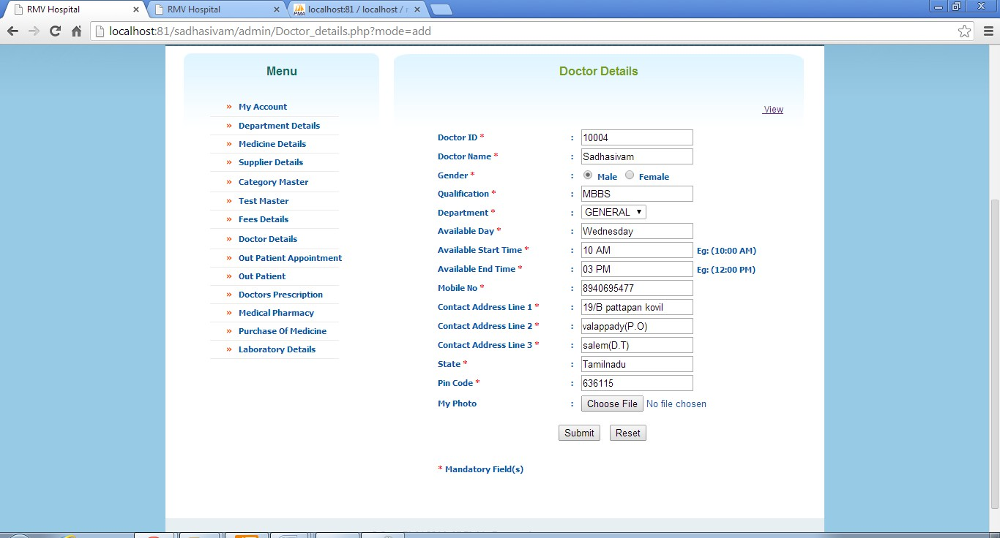 RMV Hospital
RMV Hospital
PMA localhost:81 / localhost /
localhost:81/sadhasivam/admin/Doctor_details.php?mode=add
Menu
» My Account
» Department Details
» Medicine Details
» Supplier Details
» Category Master
» Test Master
» Fees Details
» Doctor Details
» Out Patient Appointment
» Out Patient
» Doctors Prescription
» Medical Pharmacy
» Purchase Of Medicine
» Laboratory Details
Doctor Details
View
Doctor ID * : 10004
Doctor Name * : Sadhasivam
Gender * : Male Female
Qualification * : MBBS
Department * : GENERAL
Available Day * : Wednesday
Available Start Time * : 10 AM Eg: (10:00 AM)
Available End Time * : 03 PM Eg: (12:00 PM)
Mobile No * : 8940695477
Contact Address Line 1 * : 19/B pattapan kovil
Contact Address Line 2 * : valappady(P.O)
Contact Address Line 3 * : salem(D.T)
State * : Tamilnadu
Pin Code * : 636115
My Photo : Choose File No file chosen
Submit Reset
* Mandatory Field(s)